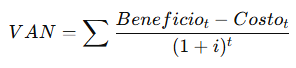 VAN = ∑ (Beneficio_t − Costo_t) / (1 + i)^t